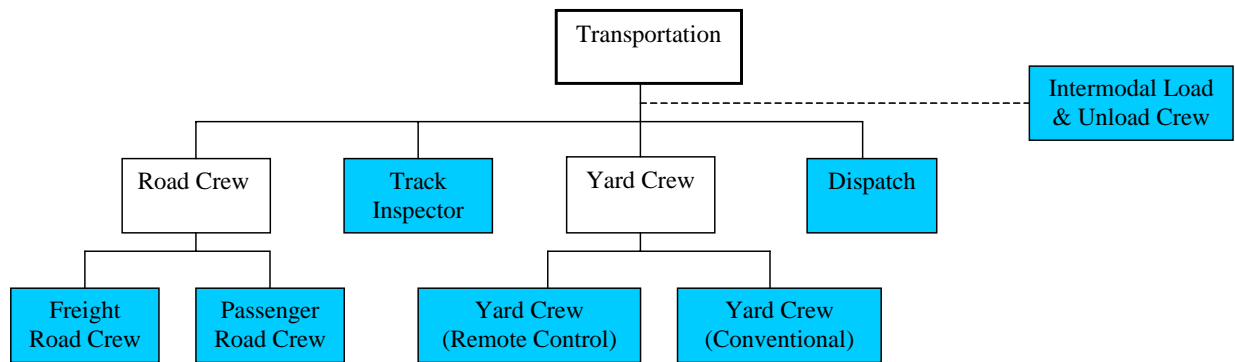 Transportation
Intermodal Load
& Unload Crew
Road Crew
Track
Inspector
Yard Crew
Dispatch
Freight
Road Crew
Passenger
Road Crew
Yard Crew
(Remote Control)
Yard Crew
(Conventional)